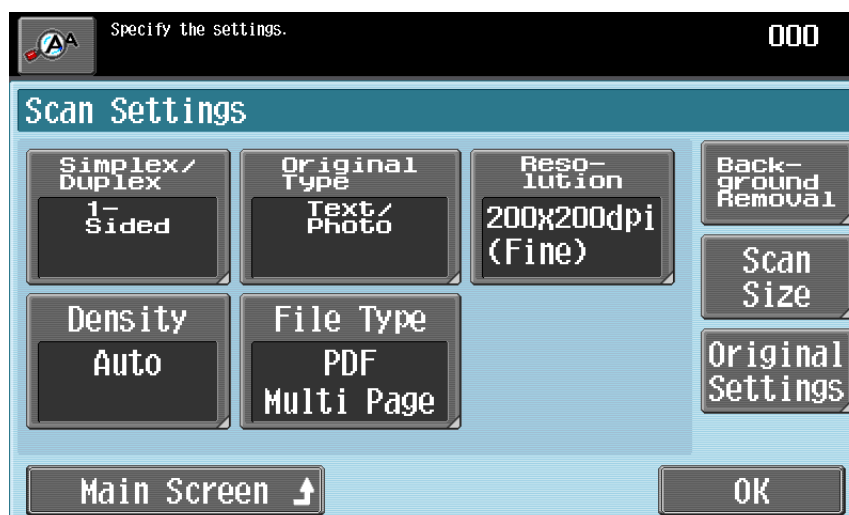 AA
Specify the settings.
000
Scan Settings
Simplex/
Duplex
1-
Sided
Original
Type
Text/
Photo
Reso-
lution
200x200dpi
(Fine)
Back-
ground
Removal
Scan
Size
Density
Auto
File Type
PDF
Multi Page
Original
Settings
Main Screen
OK